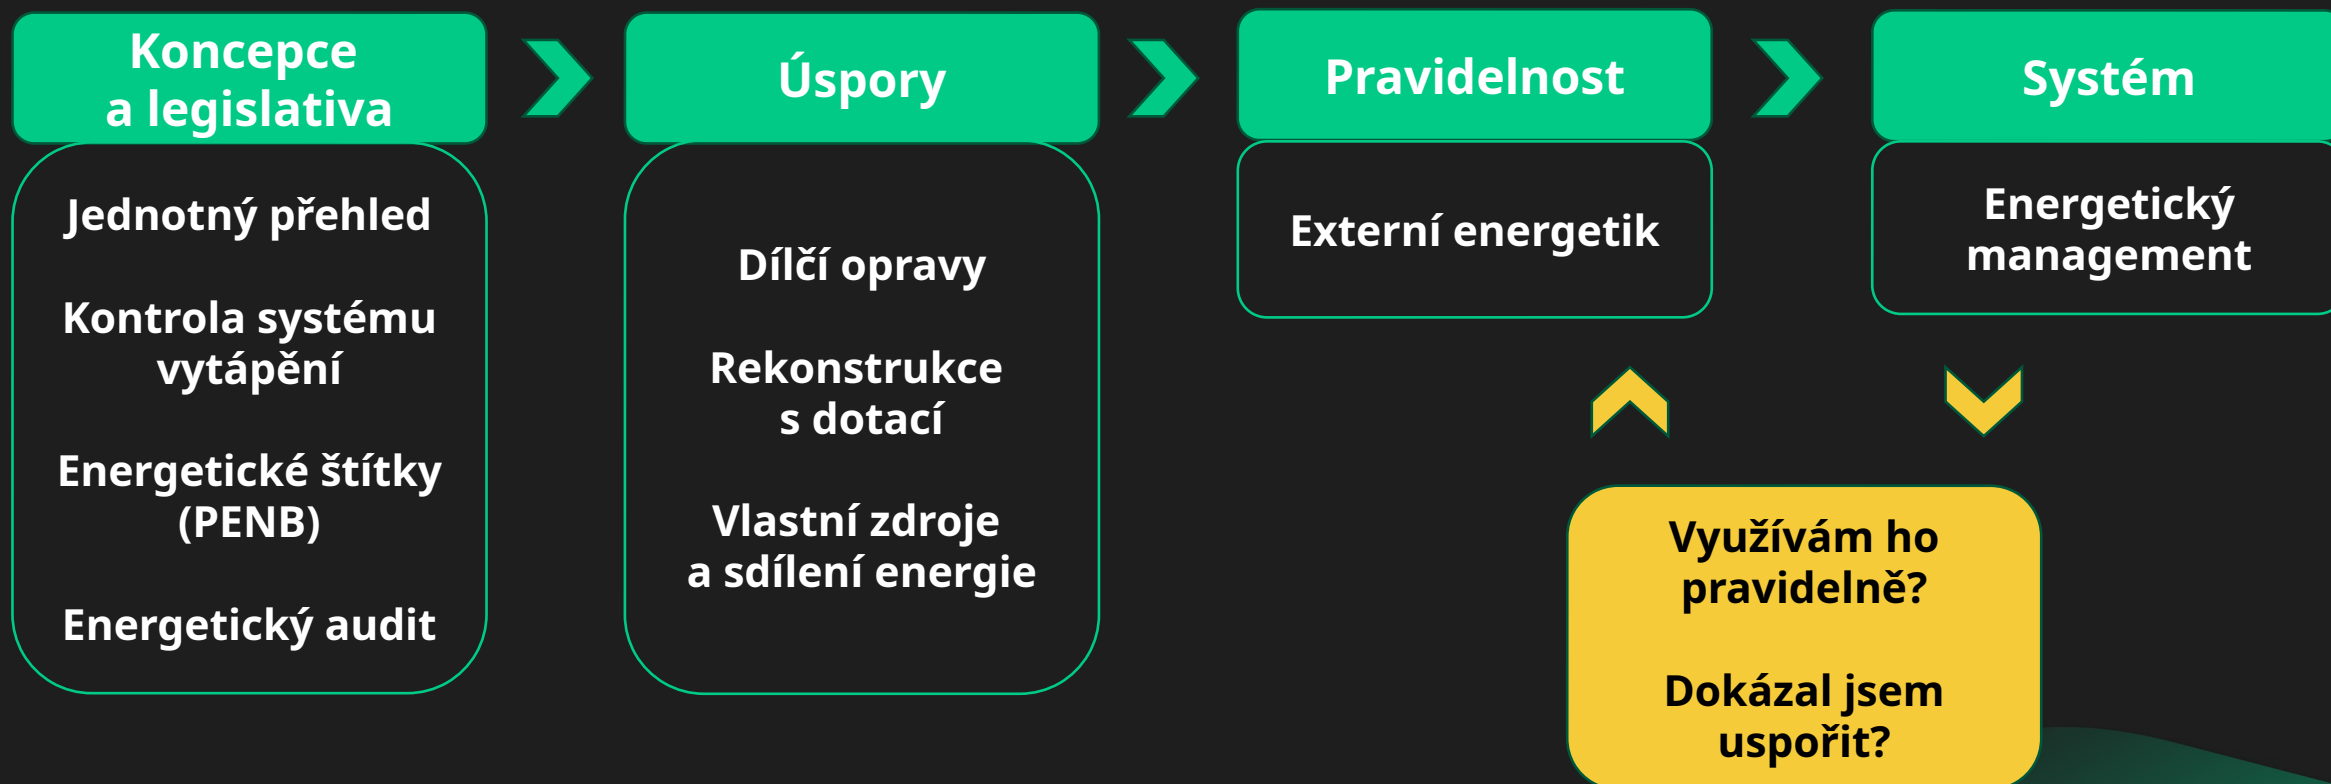 Koncepce
a legislativa
Jednotný přehled
Kontrola systému
vytápění
Energetické štítky
(PENB)
Energetický audit
Úspory
Dílčí opravy
Rekonstrukce
s dotací
Vlastní zdroje
a sdílení energie
Pravidelnost
Externí energetik
Systém
Energetický
management
Využívám ho
pravidelně?
Dokázal jsem
uspořit?